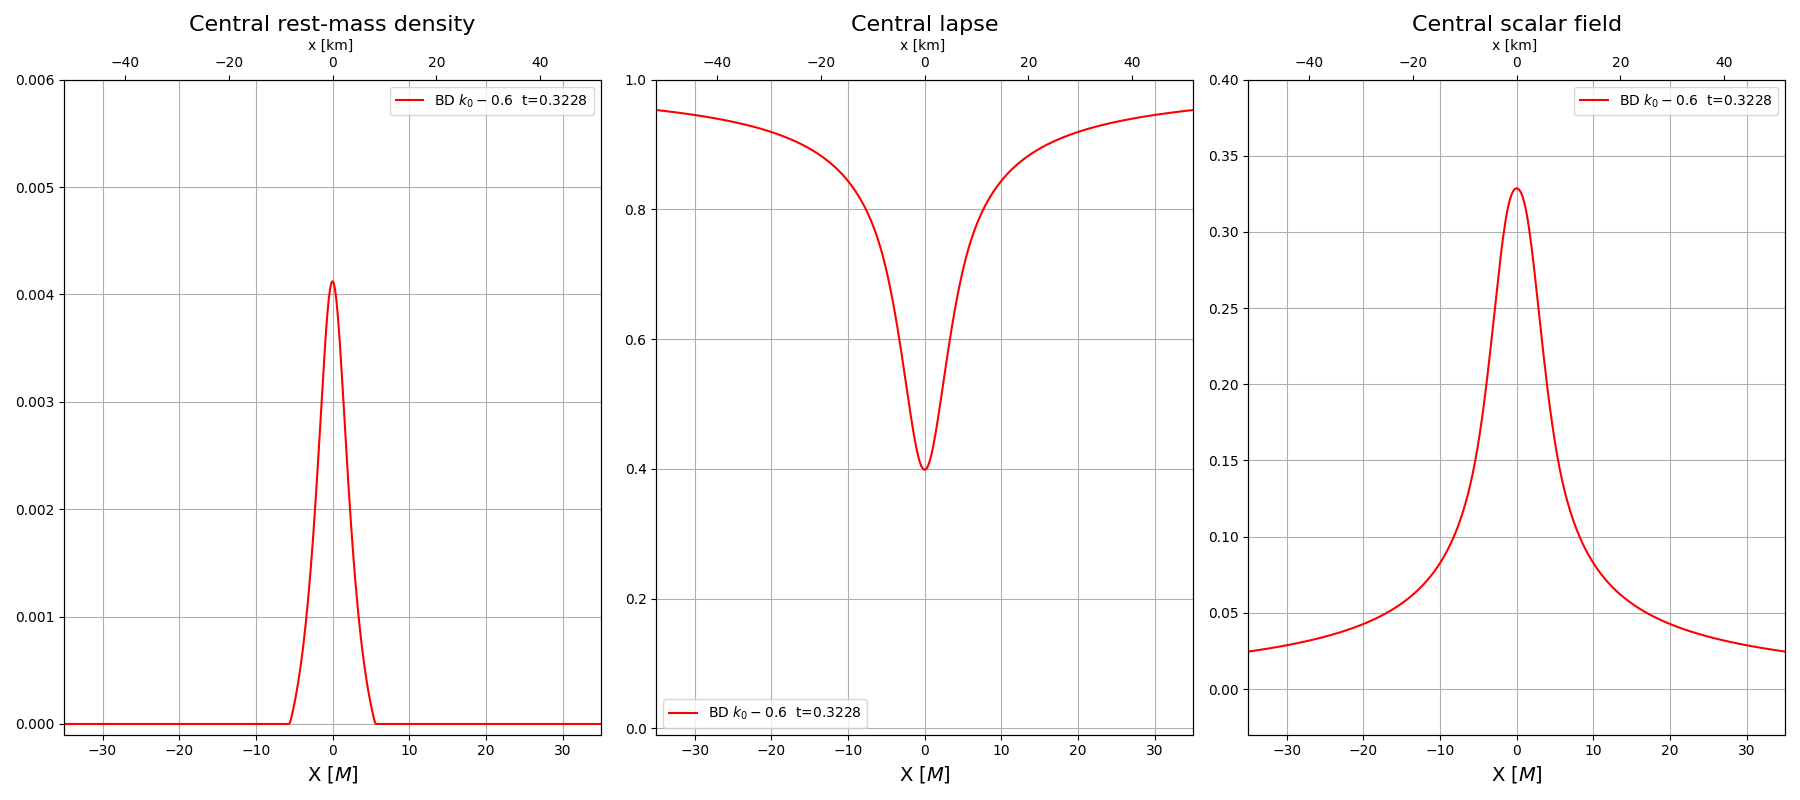 Central rest-mass density
x [km]
−40 −20 0 20 40
0.006
0.005
0.004
0.003
0.002
0.001
0.000
BD k₀ − 0.6 t=0.3228
−30 −20 −10 0 10 20 30
X [M]
Central lapse
x [km]
−40 −20 0 20 40
1.0
0.8
0.6
0.4
0.2
0.0
BD k₀ − 0.6 t=0.3228
−30 −20 −10 0 10 20 30
X [M]
Central scalar field
x [km]
−40 −20 0 20 40
0.40
0.35
0.30
0.25
0.20
0.15
0.10
0.05
0.00
BD k₀ − 0.6 t=0.3228
−30 −20 −10 0 10 20 30
X [M]